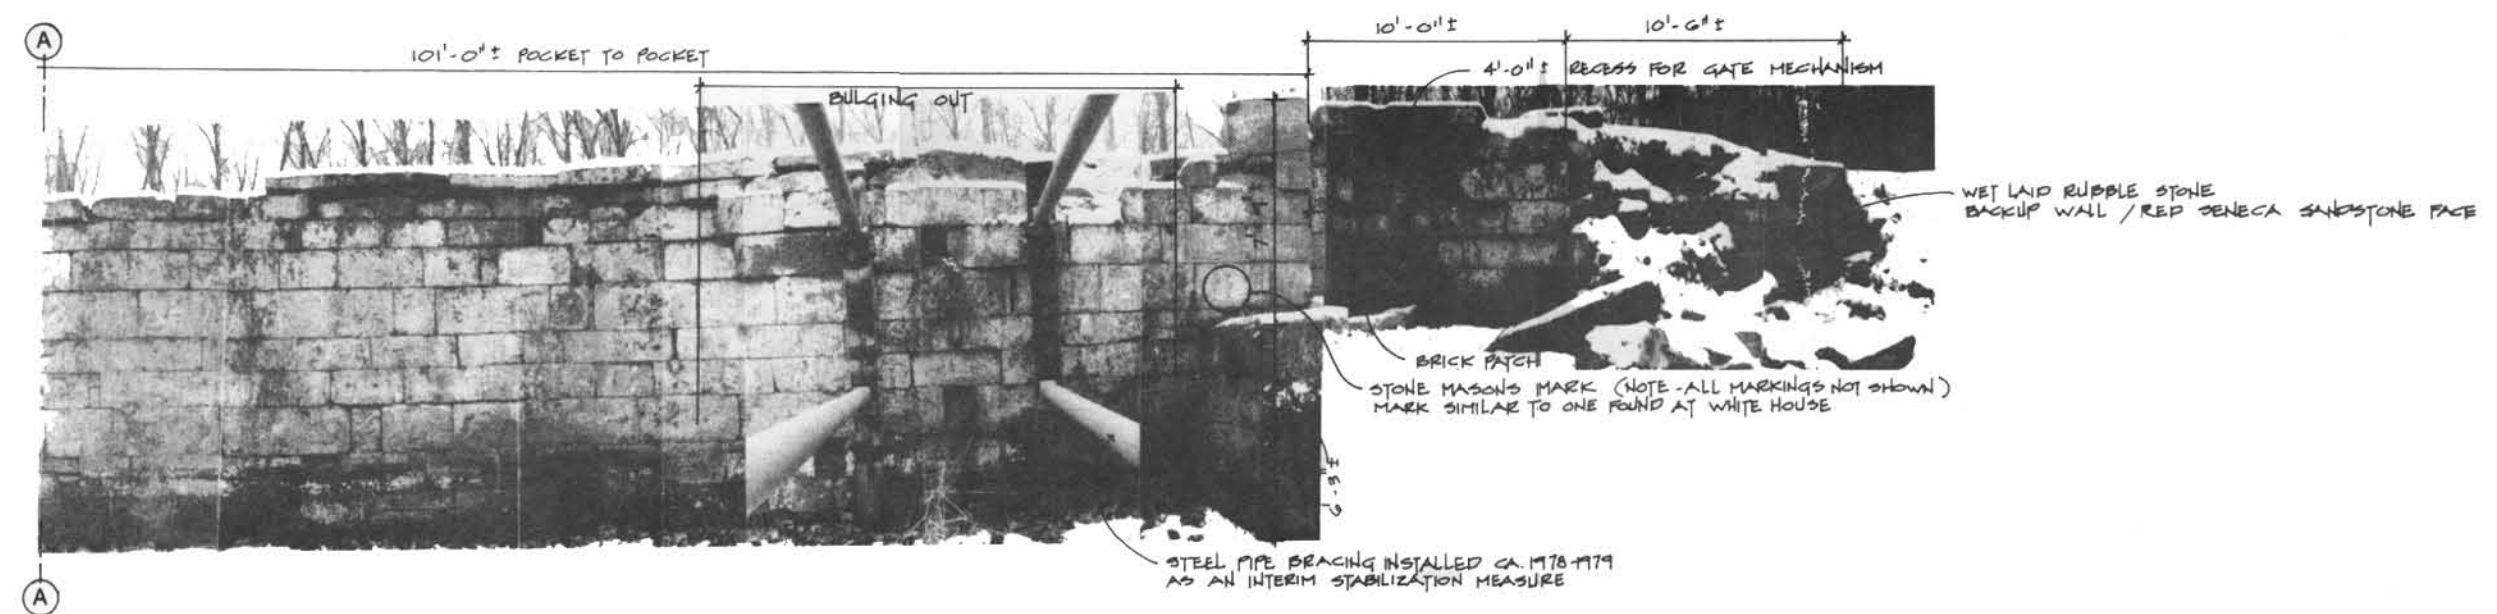 A
101'-0"± POCKET TO POCKET
10'-0"±
10'-6"±
4'-0"± RECESS FOR GATE MECHANISM
BULGING OUT
WET LAID RUBBLE STONE
BACKUP WALL / RED SENECA SANDSTONE FACE
BRICK PATCH
STONE MASONS MARK (NOTE - ALL MARKINGS NOT SHOWN)
MARK SIMILAR TO ONE FOUND AT WHITE HOUSE
6'-3"±
STEEL PIPE BRACING INSTALLED CA. 1978-1979
AS AN INTERIM STABILIZATION MEASURE
A